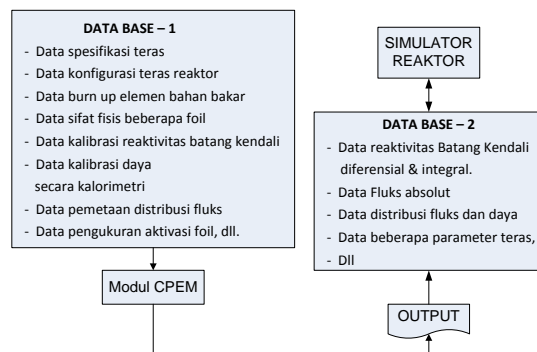 DATA BASE – 1
- Data spesifikasi teras
- Data konfigurasi teras reaktor
- Data burn up elemen bahan bakar
- Data sifat fisis beberapa foil
- Data kalibrasi reaktivitas batang kendali
- Data kalibrasi daya
secara kalorimetri
- Data pemetaan distribusi fluks
- Data pengukuran aktivasi foil, dll.
Modul CPEM
SIMULATOR
REAKTOR
DATA BASE – 2
- Data reaktivitas Batang Kendali
diferensial & integral.
- Data Fluks absolut
- Data distribusi fluks dan daya
- Data beberapa parameter teras,
- Dll
OUTPUT